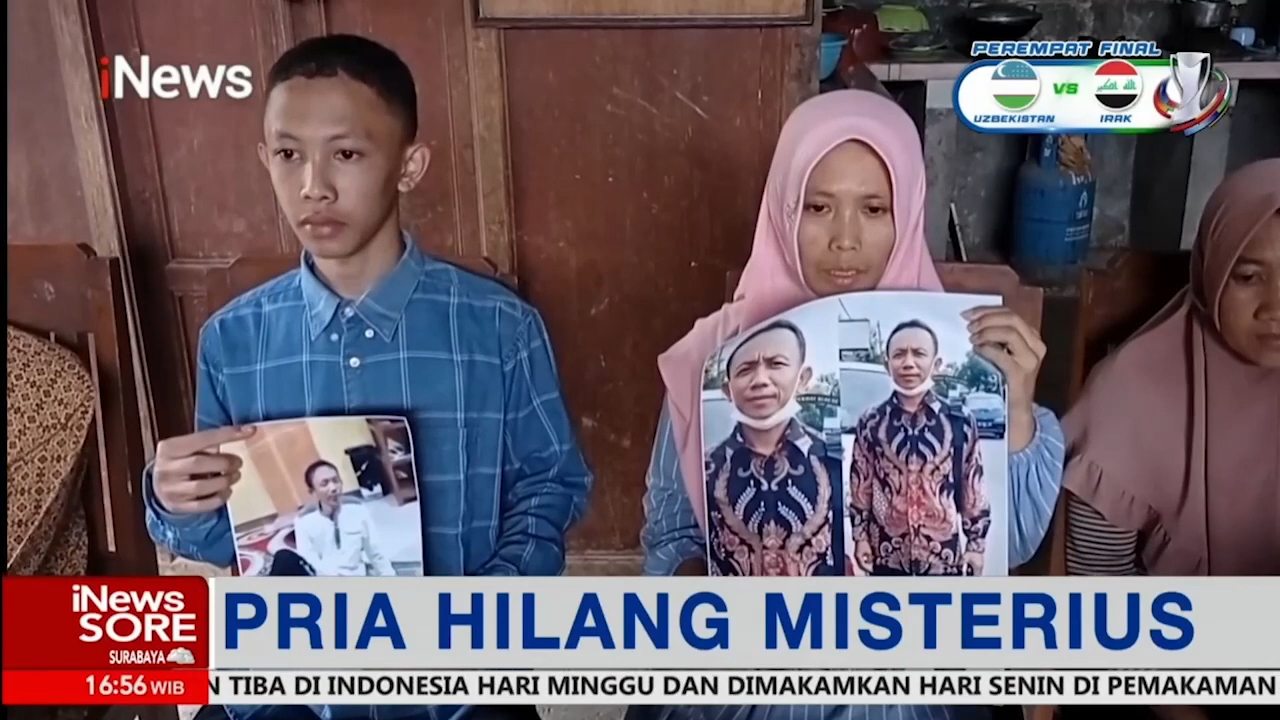 iNews
PEREMPAT FINAL
UZBEKISTAN VS IRAK
iNews
SORE
SURABAYA
PRIA HILANG MISTERIUS
16:56 WIB
N TIBA DI INDONESIA HARI MINGGU DAN DIMAKAMKAN HARI SENIN DI PEMAKAMAN